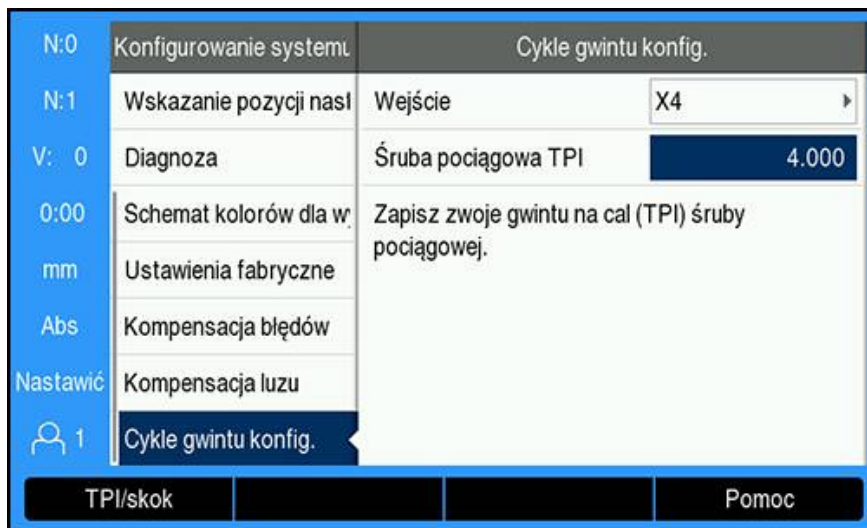 N:0
N:1
V: 0
0:00
mm
Abs
Nastawić
1
Konfigurowanie systemu
Wskazanie pozycji nast
Diagnoza
Schemat kolorów dla wy
Ustawienia fabryczne
Kompensacja błędów
Kompensacja luzu
Cykle gwintu konfig.
Cykle gwintu konfig.
Wejście X4
Śruba pociągowa TPI 4.000
Zapisz zwoje gwintu na cal (TPI) śruby
pociągowej.
TPI/skok Pomoc